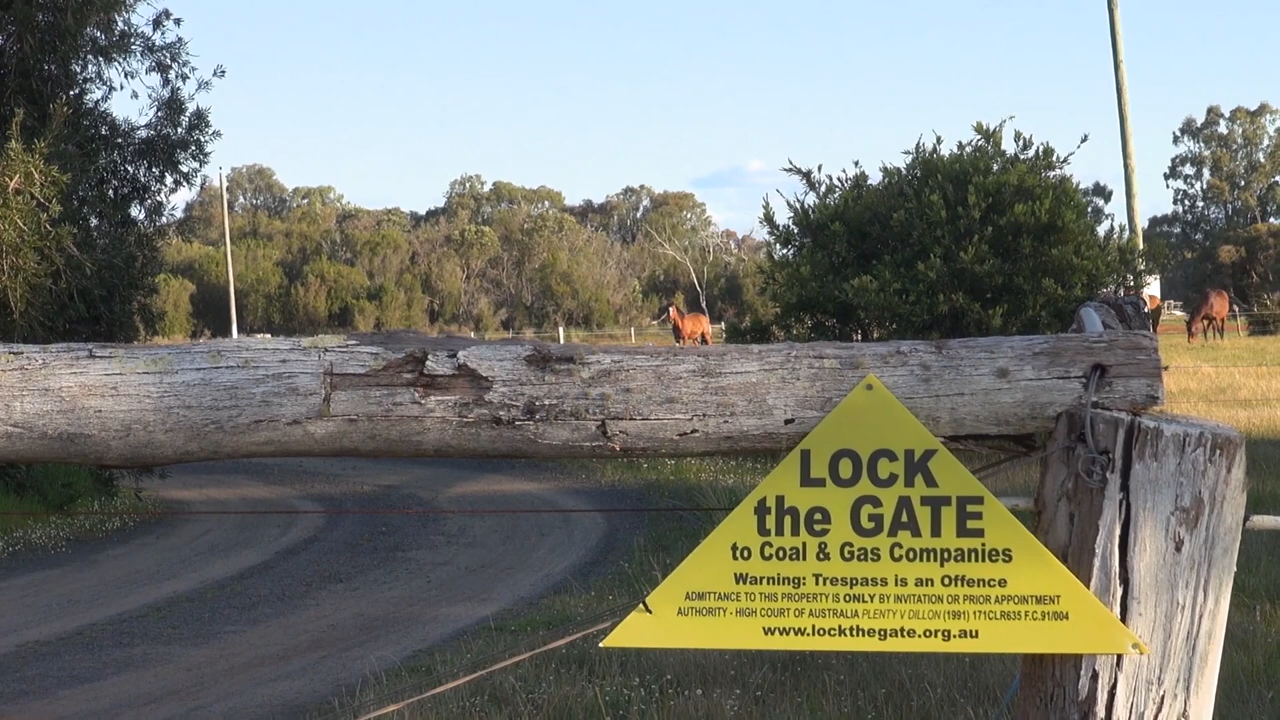 LOCK
the GATE
to Coal & Gas Companies
Warning: Trespass is an Offence
ADMITTANCE TO THIS PROPERTY IS ONLY BY INVITATION OR PRIOR APPOINTMENT
AUTHORITY - HIGH COURT OF AUSTRALIA PLENTY V DILLON (1991) 171CLR635 F.C.91/004
www.lockthegate.org.au